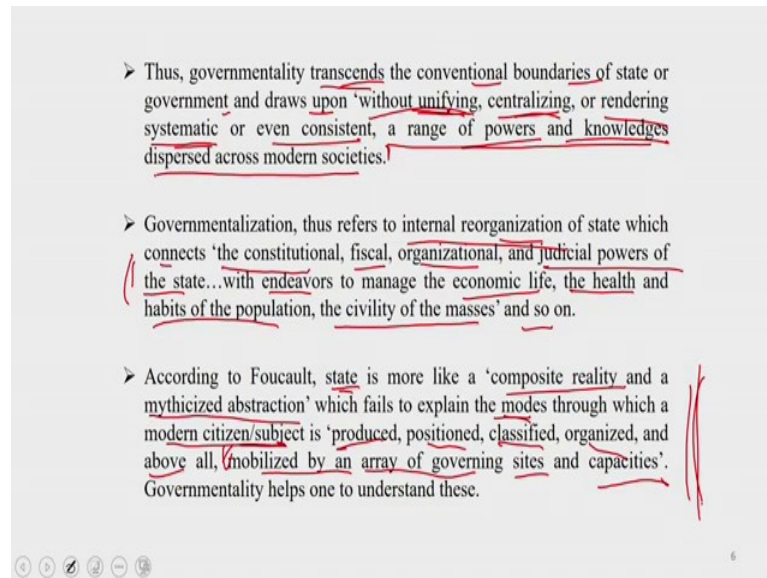 ➢ Thus, governmentality transcends the conventional boundaries of state or
government and draws upon ‘without unifying, centralizing, or rendering
systematic or even consistent, a range of powers and knowledges
dispersed across modern societies.’
➢ Governmentalization, thus refers to internal reorganization of state which
connects ‘the constitutional, fiscal, organizational, and judicial powers of
the state…with endeavors to manage the economic life, the health and
habits of the population, the civility of the masses’ and so on.
➢ According to Foucault, state is more like a ‘composite reality and a
mythicized abstraction’ which fails to explain the modes through which a
modern citizen/subject is ‘produced, positioned, classified, organized, and
above all, mobilized by an array of governing sites and capacities’.
Governmentality helps one to understand these.
6